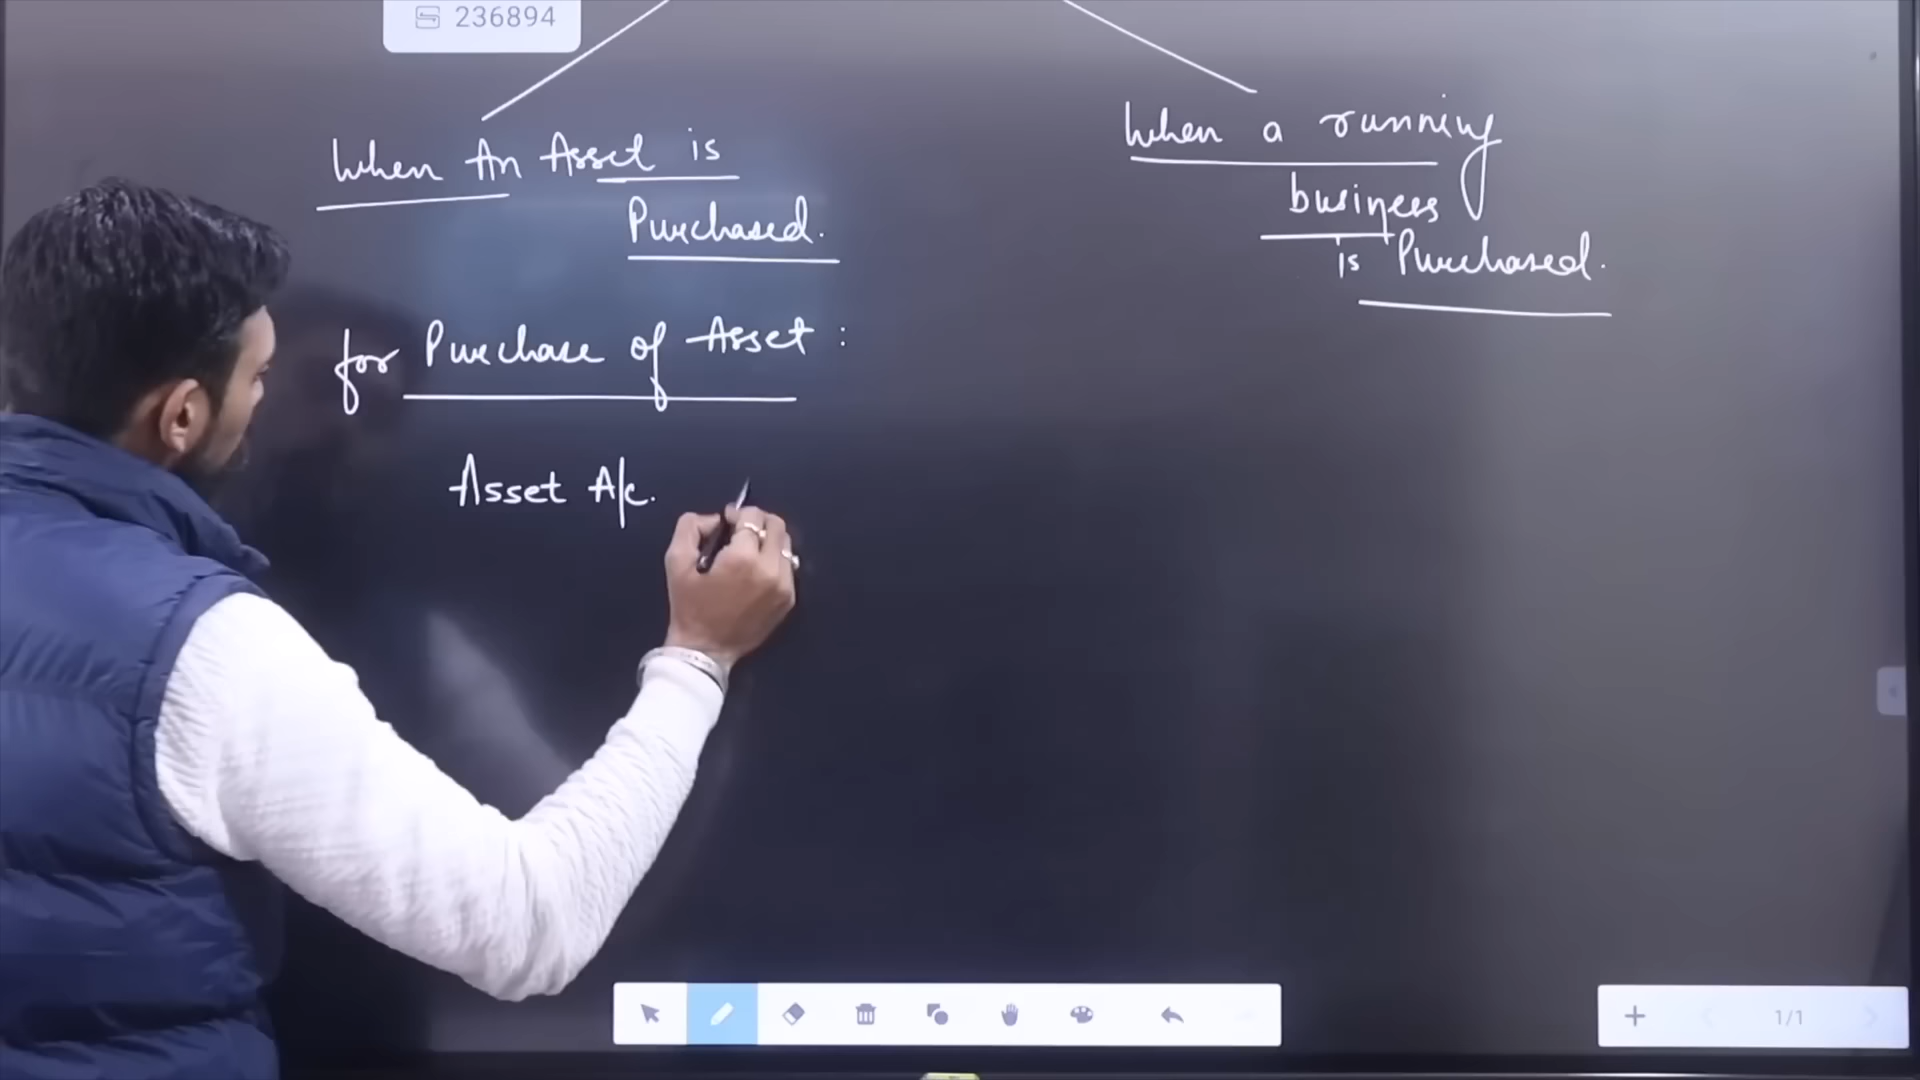 236894
When An Asset is
Purchased.
for Purchase of Asset :
Asset A/c.
When a running
business
is Purchased.
1/1